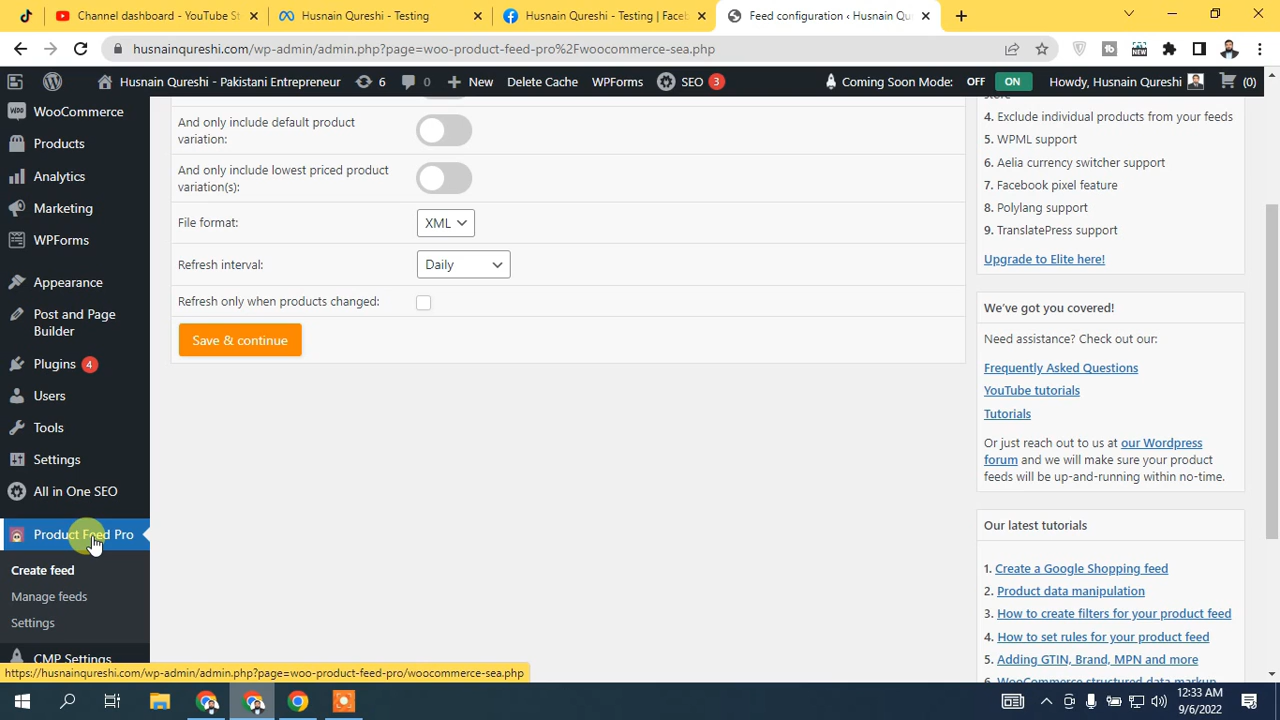 Channel dashboard - YouTube St
Husnain Qureshi - Testing
Husnain Qureshi - Testing | Faceb
Feed configuration ‹ Husnain Qu
husnainqureshi.com/wp-admin/admin.php?page=woo-product-feed-pro%2Fwoocommerce-sea.php
Husnain Qureshi - Pakistani Entrepreneur
6
0
New
Delete Cache
WPForms
SEO 3
Coming Soon Mode:
OFF
ON
Howdy, Husnain Qureshi
(0)
WooCommerce
Products
Analytics
Marketing
WPForms
Appearance
Post and Page
Builder
Plugins 4
Users
Tools
Settings
All in One SEO
Product Feed Pro
Create feed
Manage feeds
Settings
CMP Settings
And only include default product
variation:
And only include lowest priced product
variation(s):
File format:
XML
Refresh interval:
Daily
Refresh only when products changed:
Save & continue
store
4. Exclude individual products from your feeds
5. WPML support
6. Aelia currency switcher support
7. Facebook pixel feature
8. Polylang support
9. TranslatePress support
Upgrade to Elite here!
We've got you covered!
Need assistance? Check out our:
Frequently Asked Questions
YouTube tutorials
Tutorials
Or just reach out to us at our Wordpress
forum and we will make sure your product
feeds will be up-and-running within no-time.
Our latest tutorials
1. Create a Google Shopping feed
2. Product data manipulation
3. How to create filters for your product feed
4. How to set rules for your product feed
5. Adding GTIN, Brand, MPN and more
6. WooCommerce structured data markup
https://husnainqureshi.com/wp-admin/admin.php?page=woo-product-feed-pro/woocommerce-sea.php
12:33 AM
9/6/2022